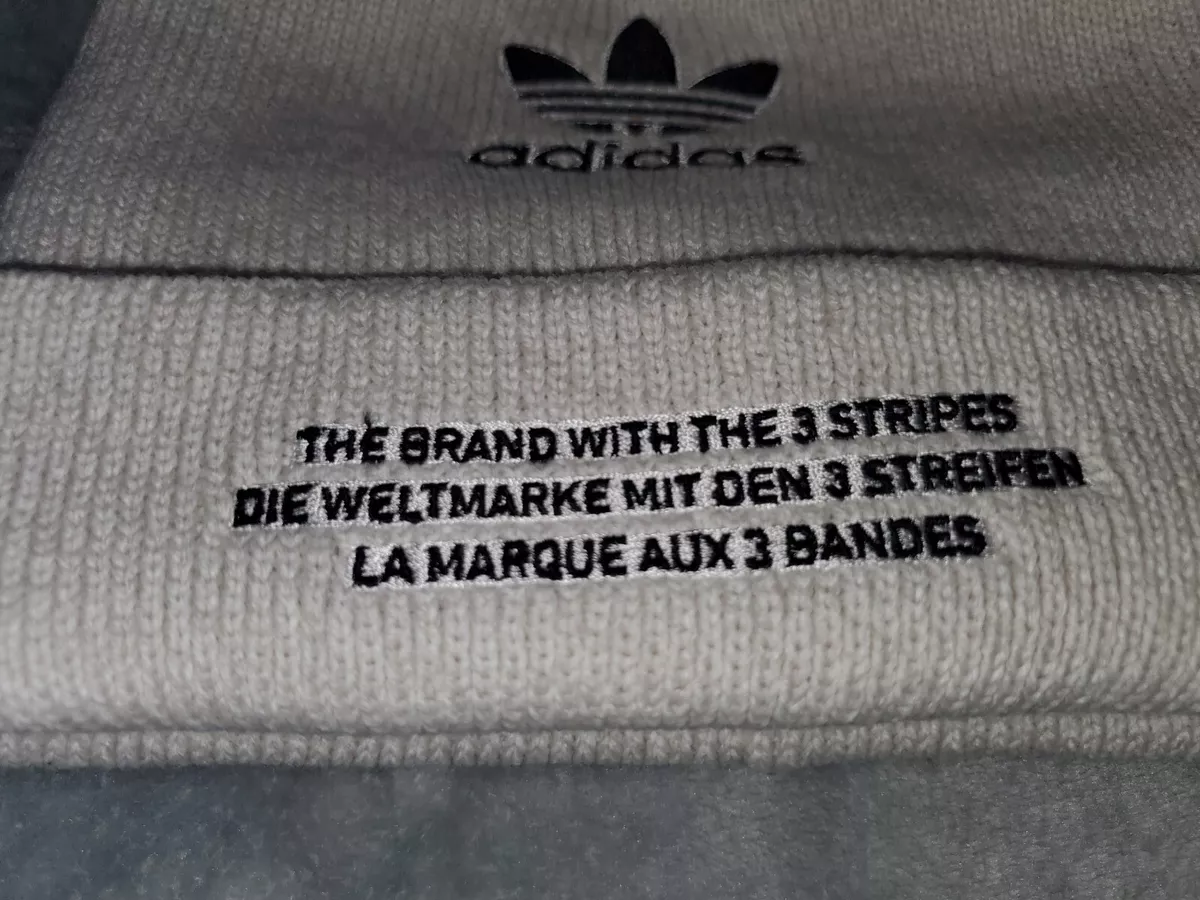 adidas
THE BRAND WITH THE 3 STRIPES
DIE WELTMARKE MIT DEN 3 STREIFEN
LA MARQUE AUX 3 BANDES